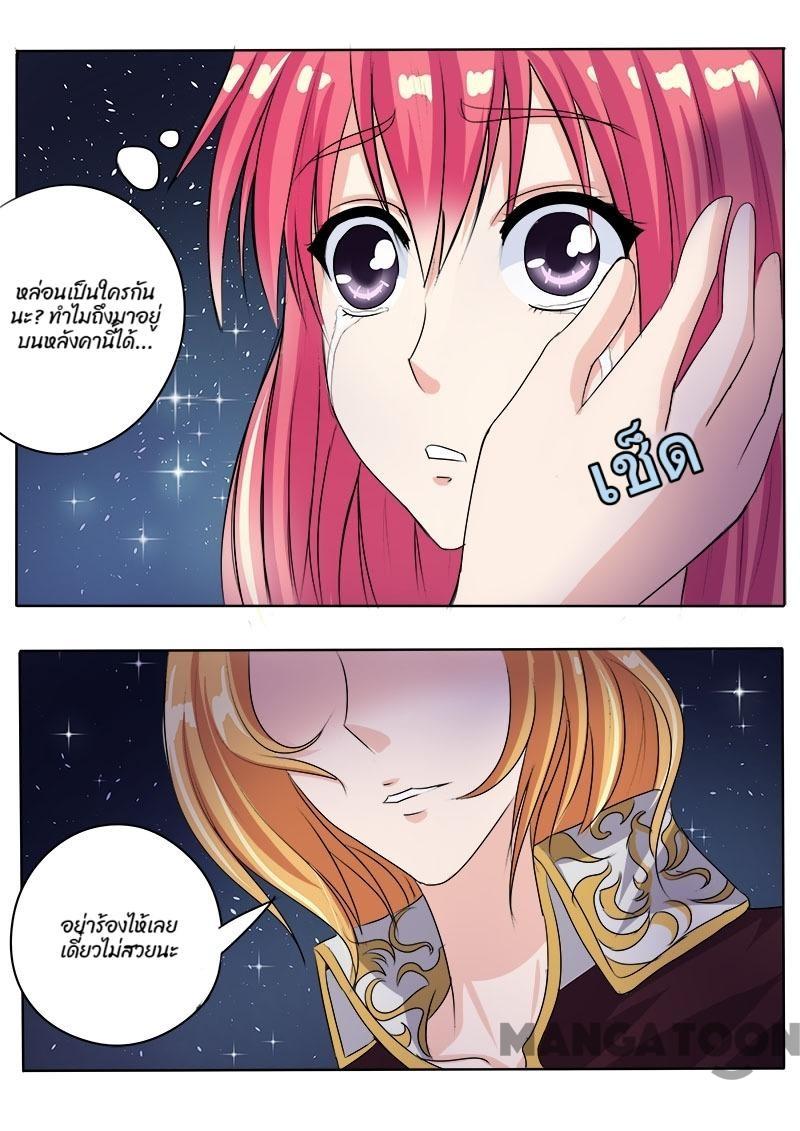 หล่อนเป็นใครกัน
นะ? ทำไมถึงมาอยู่
บนหลังคานี้ได้...
เช็ด
อย่าร้องไห้เลย
เดี๋ยวไม่สวยนะ
MANGATOON